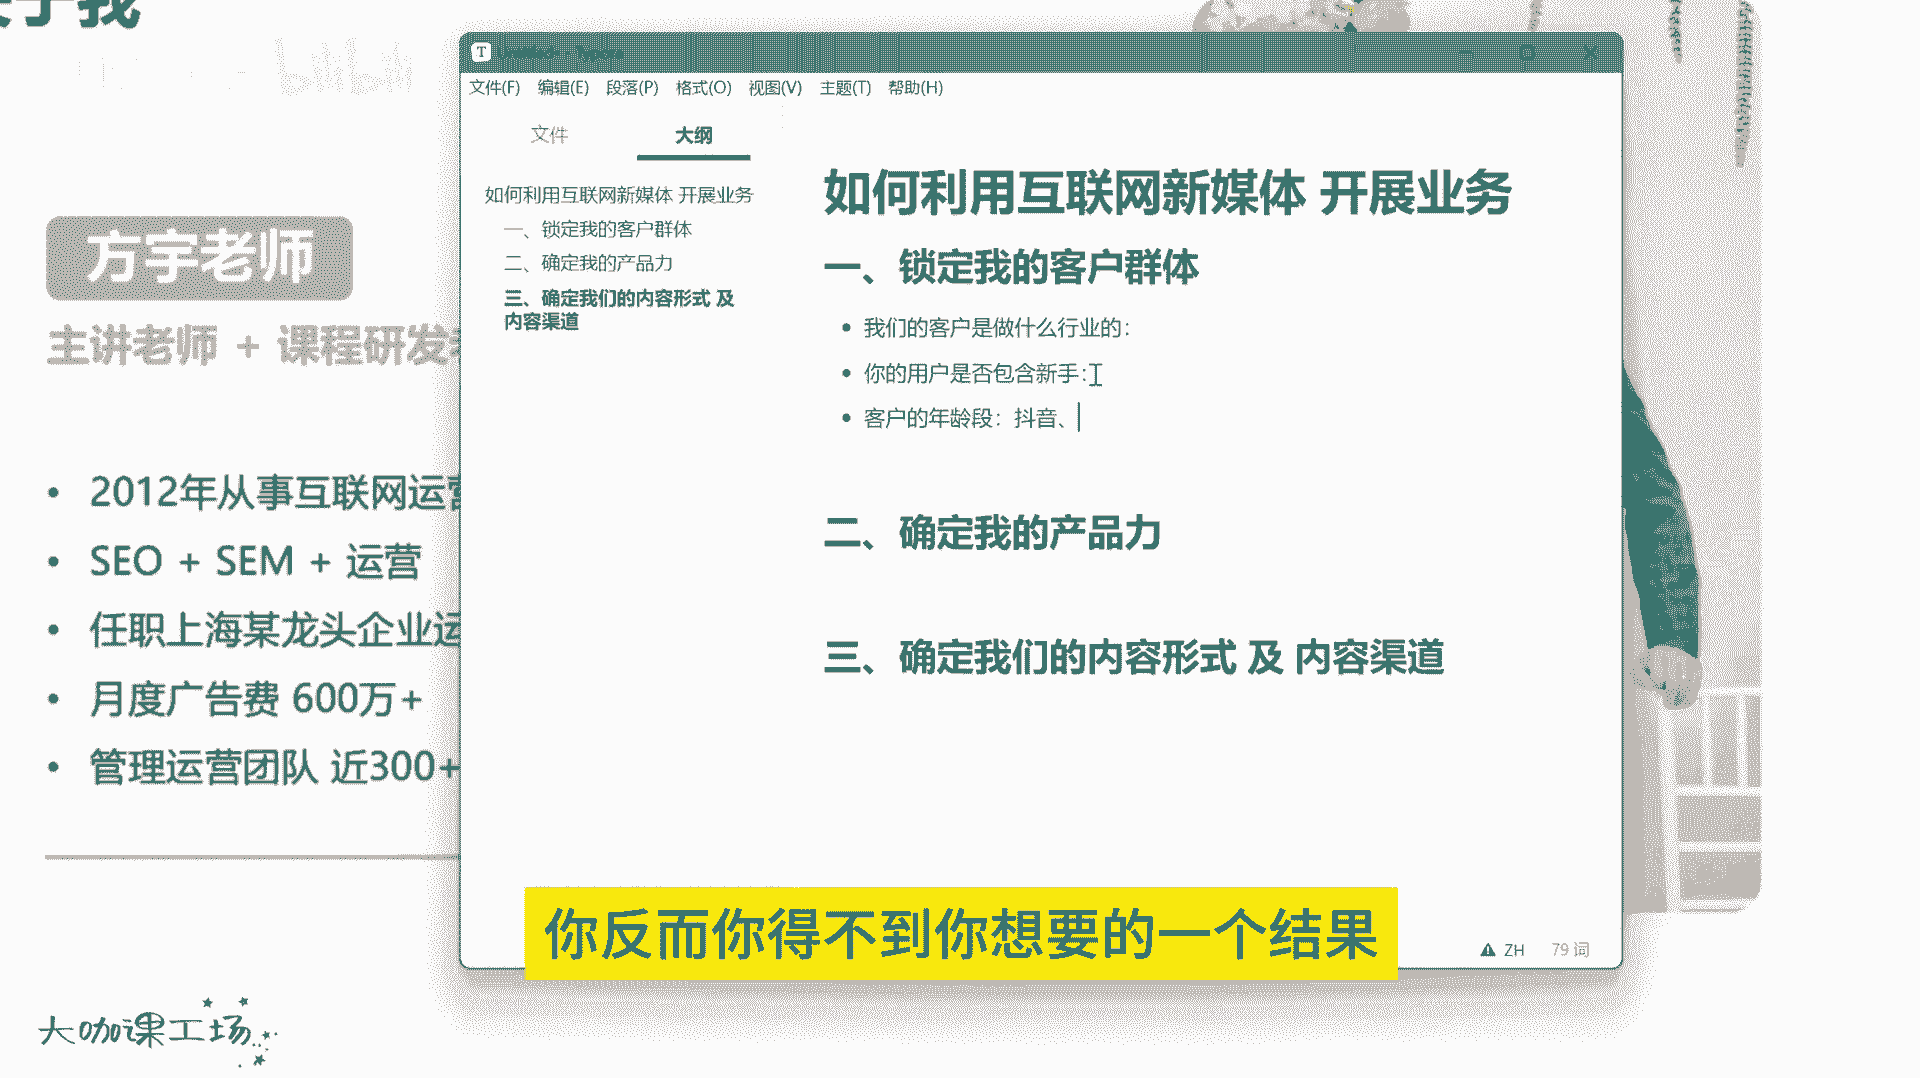 于我
bilibili
方宇老师
主讲老师 + 课程研发
2012年从事互联网运营
SEO + SEM + 运营
任职上海某龙头企业运
月度广告费 600万+
管理运营团队 近300+
大咖课工场
T
文件(F) 编辑(E) 段落(P) 格式(O) 视图(V) 主题(T) 帮助(H)
文件 大纲
如何利用互联网新媒体 开展业务
一、锁定我的客户群体
二、确定我的产品力
三、确定我们的内容形式 及
内容渠道
如何利用互联网新媒体 开展业务
一、锁定我的客户群体
我们的客户是做什么行业的：
你的用户是否包含新手：
客户的年龄段：抖音、
二、确定我的产品力
三、确定我们的内容形式 及 内容渠道
ZH 79 词
你反而你得不到你想要的一个结果